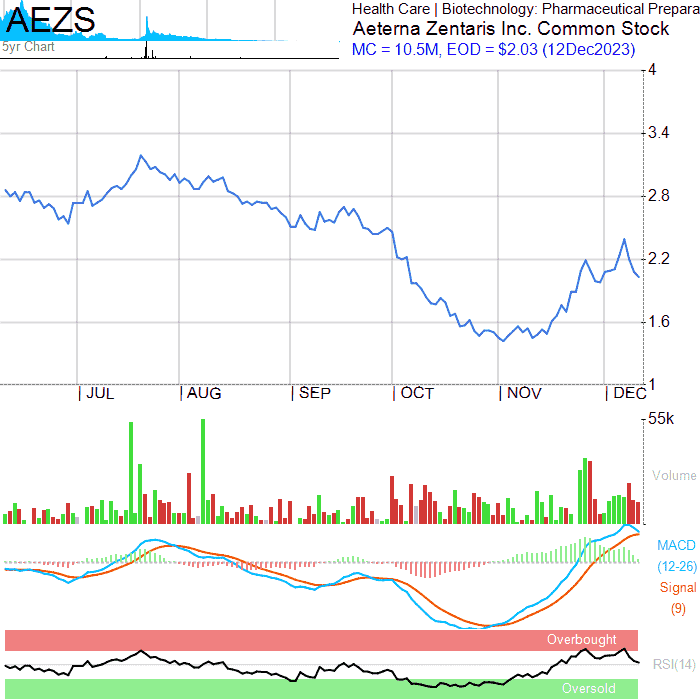 AEZS
5yr Chart
Health Care | Biotechnology: Pharmaceutical Prepara
Aeterna Zentaris Inc. Common Stock
MC = 10.5M, EOD = $2.03 (12Dec2023)
4
3.4
2.8
2.2
1.6
1
| JUL | AUG | SEP | OCT | NOV | DEC
55k
Volume
MACD
(12-26)
Signal
(9)
Overbought
RSI(14)
Oversold